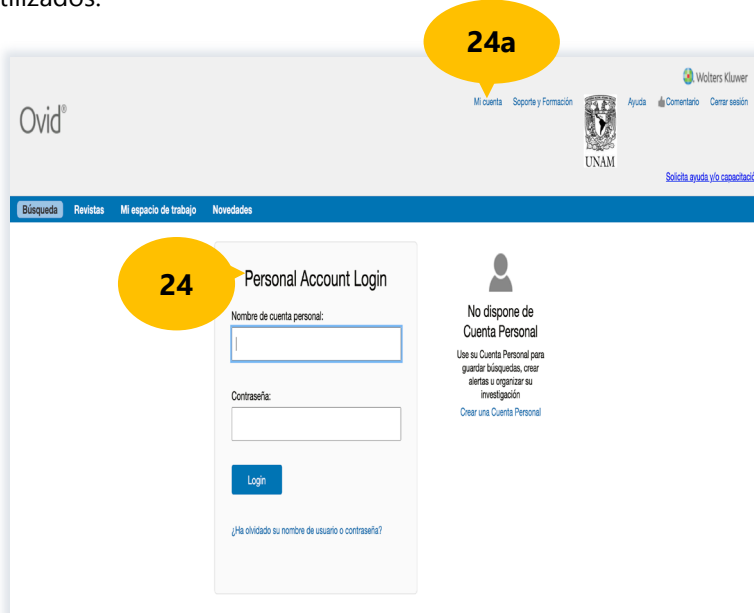 tilizados.
24a
Wolters Kluwer
Ovid®
Mi cuenta Soporte y Formación Ayuda Comentario Cerrar sesión
UNAM
Solicita ayuda y/o capacitació
Búsqueda Revistas Mi espacio de trabajo Novedades
24
Personal Account Login
Nombre de cuenta personal:
Contraseña:
Login
¿Ha olvidado su nombre de usuario o contraseña?
No dispone de
Cuenta Personal
Use su Cuenta Personal para
guardar búsquedas, crear
alertas u organizar su
investigación
Crear una Cuenta Personal